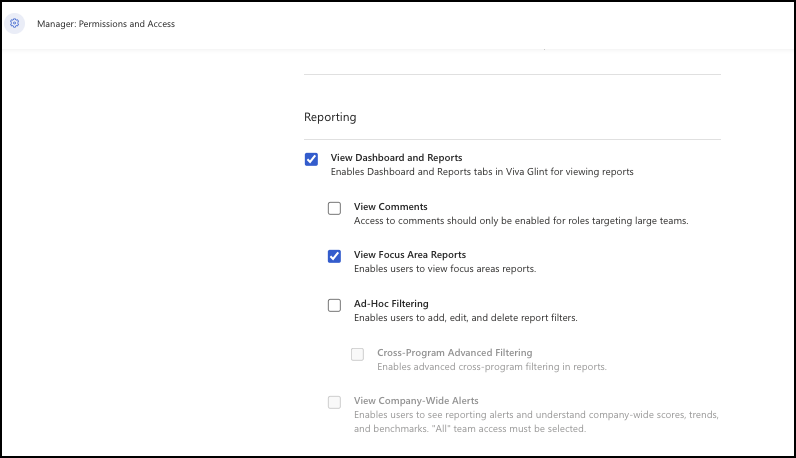 Manager: Permissions and Access
Reporting
View Dashboard and Reports
Enables Dashboard and Reports tabs in Viva Glint for viewing reports
View Comments
Access to comments should only be enabled for roles targeting large teams.
View Focus Area Reports
Enables users to view focus areas reports.
Ad-Hoc Filtering
Enables users to add, edit, and delete report filters.
Cross-Program Advanced Filtering
Enables advanced cross-program filtering in reports.
View Company-Wide Alerts
Enables users to see reporting alerts and understand company-wide scores, trends,
and benchmarks. "All" team access must be selected.